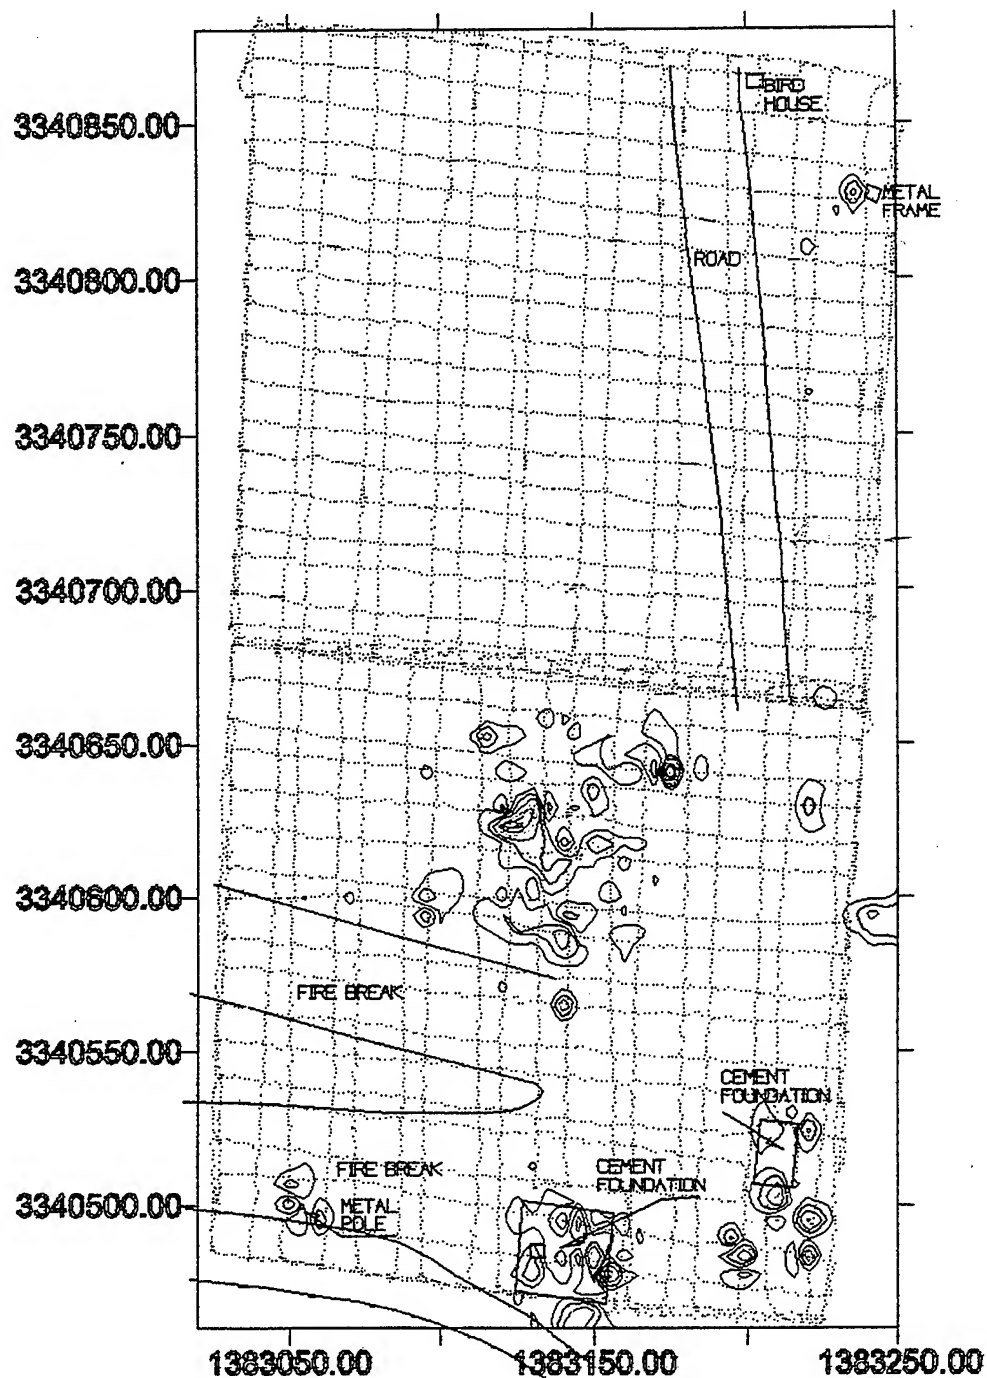 BIRD
HOUSE
3340850.00
METAL
FRAME
ROAD
3340800.00
3340750.00
3340700.00
3340650.00
3340600.00
FIRE BREAK
3340550.00
CEMENT
FOUNDATION
FIRE BREAK
CEMENT
FOUNDATION
3340500.00
METAL
POLE
1383050.00
1383150.00
1383250.00